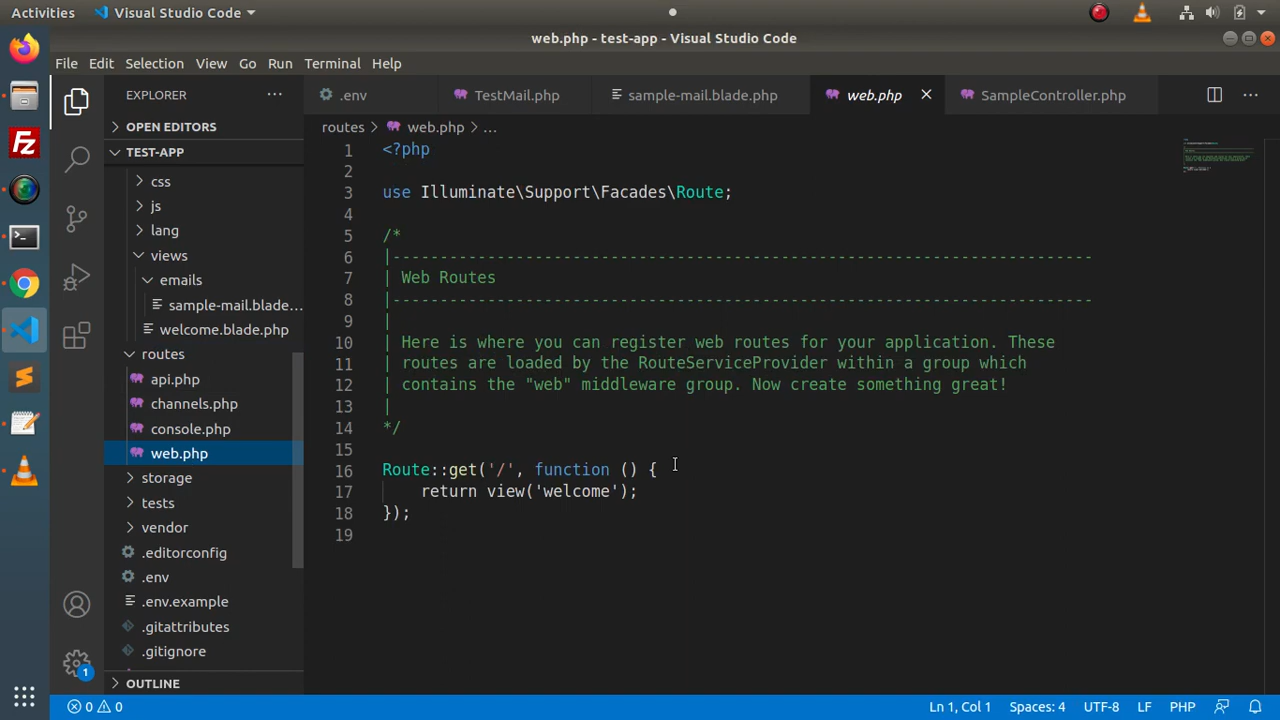 Activities Visual Studio Code
web.php - test-app - Visual Studio Code
File Edit Selection View Go Run Terminal Help
EXPLORER
OPEN EDITORS
TEST-APP
css
js
lang
views
emails
sample-mail.blade...
welcome.blade.php
routes
api.php
channels.php
console.php
web.php
storage
tests
vendor
.editorconfig
.env
.env.example
.gitattributes
.gitignore
OUTLINE
.env TestMail.php sample-mail.blade.php web.php SampleController.php
routes > web.php > ...
1 <?php
2
3 use Illuminate\Support\Facades\Route;
4
5 /*
6 |--------------------------------------------------------------------------
7 | Web Routes
8 |--------------------------------------------------------------------------
9 |
10 | Here is where you can register web routes for your application. These
11 | routes are loaded by the RouteServiceProvider within a group which
12 | contains the "web" middleware group. Now create something great!
13 |
14 */
15
16 Route::get('/', function () {
17 return view('welcome');
18 });
19
1
0 0 Ln 1, Col 1 Spaces: 4 UTF-8 LF PHP